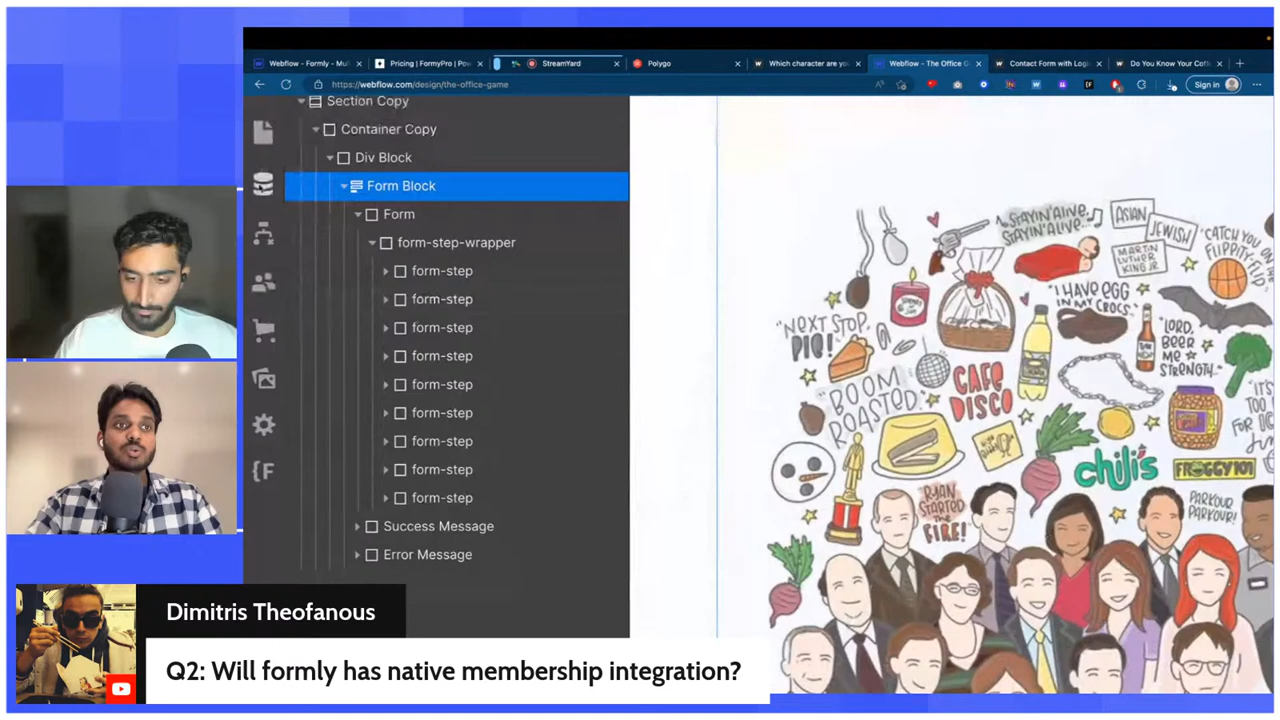 Webflow - Formly - Mul
Pricing | FormyPro | Pow
StreamYard
Polygo
Which character are you
Webflow - The Office G
Contact Form with Logi
Do You Know Your Coff
https://webflow.com/design/the-office-game
Sign in
Section Copy
Container Copy
Div Block
Form Block
Form
form-step-wrapper
form-step
form-step
form-step
form-step
form-step
form-step
form-step
form-step
form-step
Success Message
Error Message
{F
STAYIN' ALIVE,
STAYIN' ALIVE...
ASIAN
JEWISH
MARTIN
LUTHER
KING JR.
"CATCH YOU
ON THE
FLIPPITY-FLIP
"I HAVE EGG
IN MY CROCS"
"NEXT STOP,
PIE!
"LORD,
BEER
ME
STRENGTH."
BOOM
ROASTED.
CAFE
DISCO
chili's
FROGGY 101
RYAN
STARTED
the
FIRE!
PARKOUR
PARKOUR!
Dimitris Theofanous
Q2: Will formly has native membership integration?